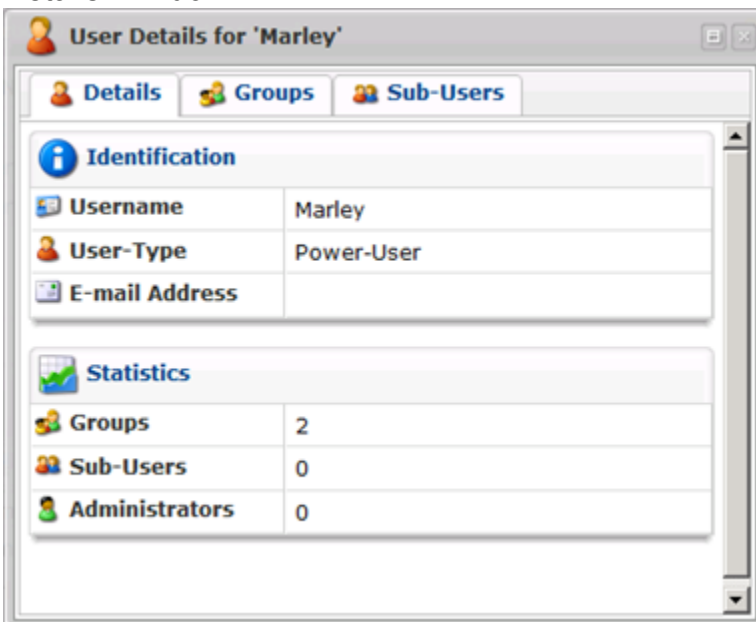 User Details for 'Marley'
Details Groups Sub-Users
Identification
Username Marley
User-Type Power-User
E-mail Address
Statistics
Groups 2
Sub-Users 0
Administrators 0